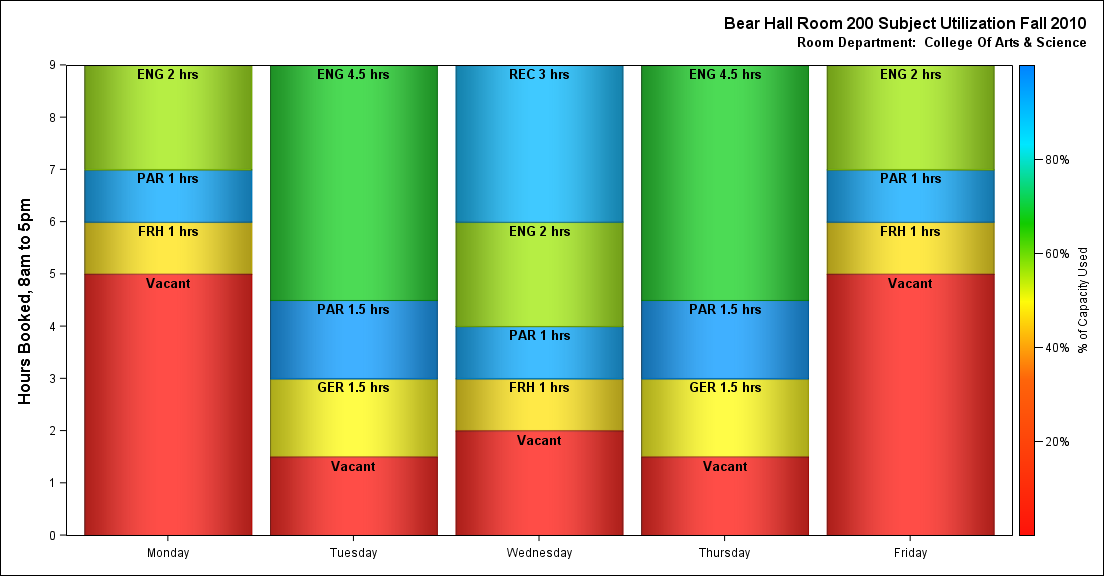 Bear Hall Room 200 Subject Utilization Fall 2010
Room Department:  College Of Arts & Science
Hours Booked, 8am to 5pm
9
8
7
6
5
4
3
2
1
0
ENG 2 hrs
PAR 1 hrs
FRH 1 hrs
Vacant
ENG 4.5 hrs
PAR 1.5 hrs
GER 1.5 hrs
Vacant
REC 3 hrs
ENG 2 hrs
PAR 1 hrs
FRH 1 hrs
Vacant
ENG 4.5 hrs
PAR 1.5 hrs
GER 1.5 hrs
Vacant
ENG 2 hrs
PAR 1 hrs
FRH 1 hrs
Vacant
Monday
Tuesday
Wednesday
Thursday
Friday
80%
60%
40%
20%
% of Capacity Used